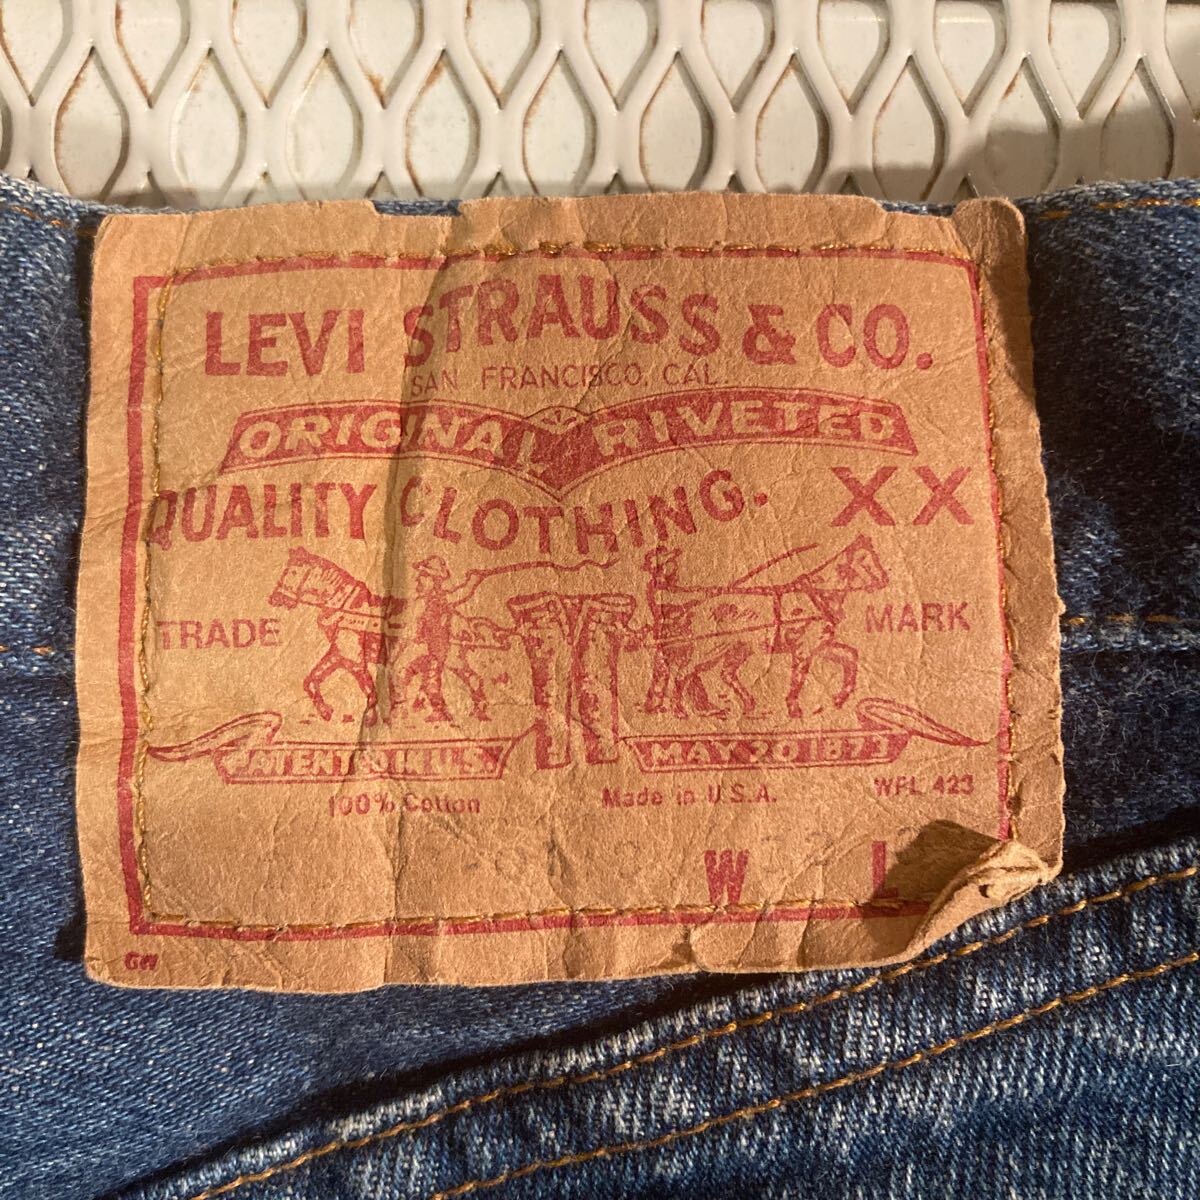 LEVI STRAUSS & CO.
SAN FRANCISCO, CAL.
ORIGINAL RIVETED
QUALITY CLOTHING. XX
TRADE MARK
PATENTED IN U.S. MAY 20 1873
100% Cotton Made in U.S.A. WPL 423
W L
GW